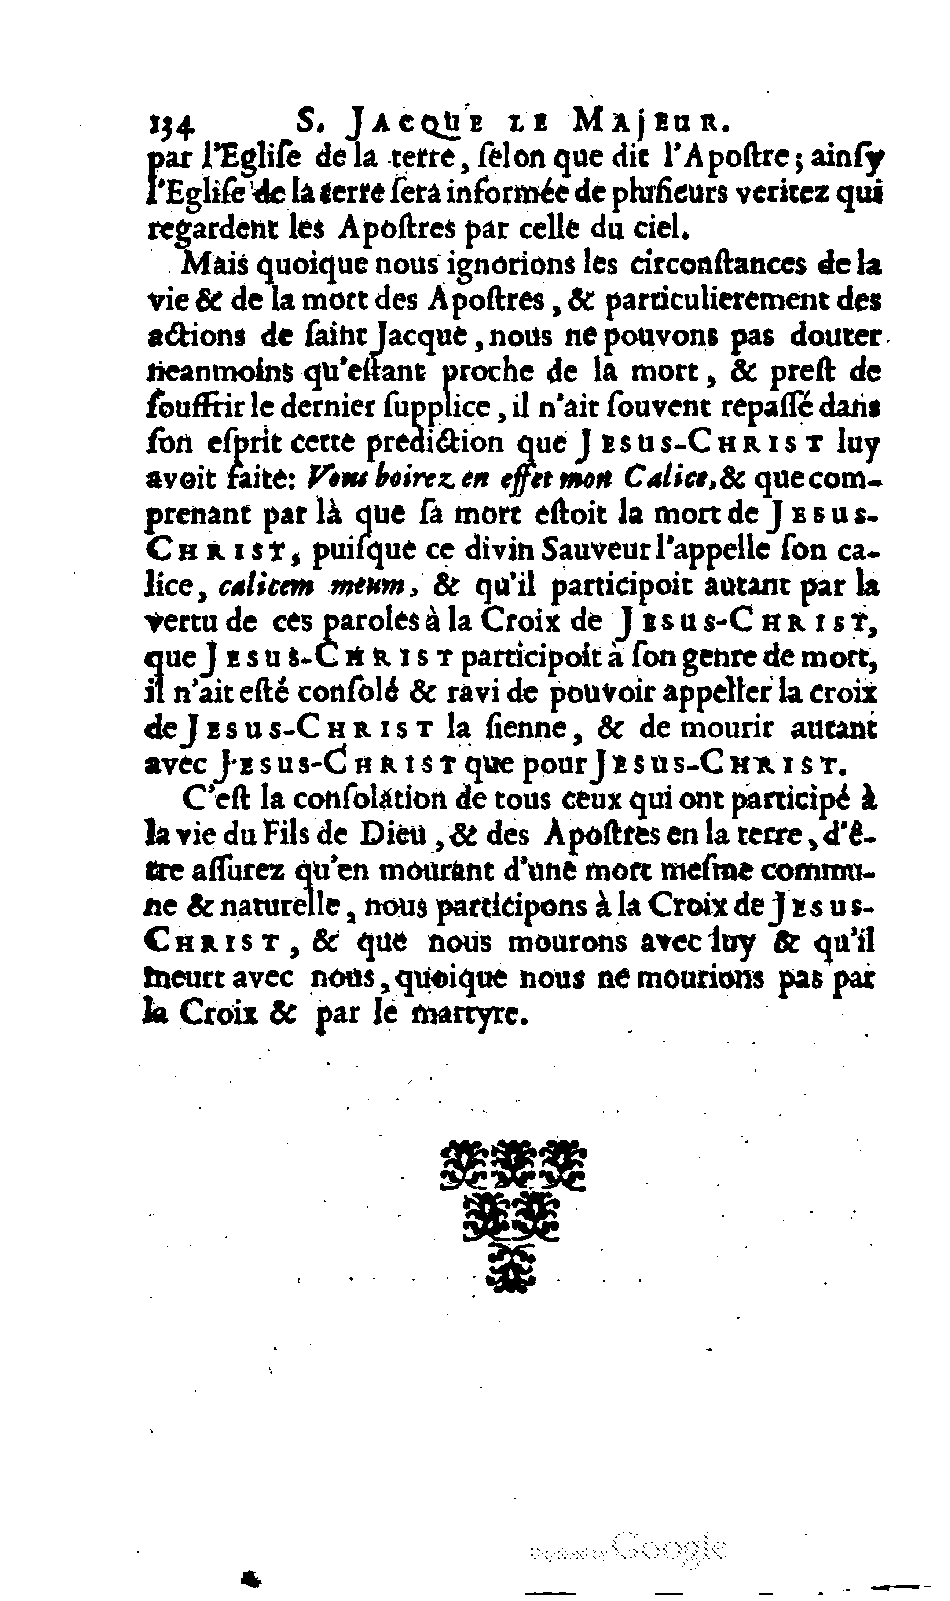 134 S. JACQUE LE MAJEUR.
par l'Egliſe de la terre, ſelon que dit l'Apoſtre; ainſy
l'Egliſe de la terre ſera informée de pluſieurs veritez qui
regardent les Apoſtres par celle du ciel.
Mais quoique nous ignorions les circonſtances de la
vie & de la mort des Apoſtres, & particulierement des
actions de ſaint Jacque, nous ne pouvons pas douter
neanmoins qu'eſtant proche de la mort, & preſt de
ſouffrir le dernier ſupplice, il n'ait ſouvent repaſſé dans
ſon eſprit cette prediction que JESUS-CHRIST luy
avoit faite: Vous boirez en effet mon Calice, & que com-
prenant par là que ſa mort eſtoit la mort de JESUS-
CHRIST, puiſque ce divin Sauveur l'appelle ſon ca-
lice, calicem meum, & qu'il participoit autant par la
vertu de ces paroles à la Croix de JESUS-CHRIST,
que JESUS-CHRIST participoit à ſon genre de mort,
il n'ait eſté conſolé & ravi de pouvoir appeller la croix
de JESUS-CHRIST la ſienne, & de mourir autant
avec JESUS-CHRIST que pour JESUS-CHRIST.
C'eſt la conſolation de tous ceux qui ont participé à
la vie du Fils de Dieu, & des Apoſtres en la terre, d'ê-
tre aſſurez qu'en mourant d'une mort meſme commu-
ne & naturelle, nous participons à la Croix de JESUS-
CHRIST, & que nous mourons avec luy & qu'il
meurt avec nous, quoique nous ne mourions pas par
la Croix & par le martyre.
Digitized by Google